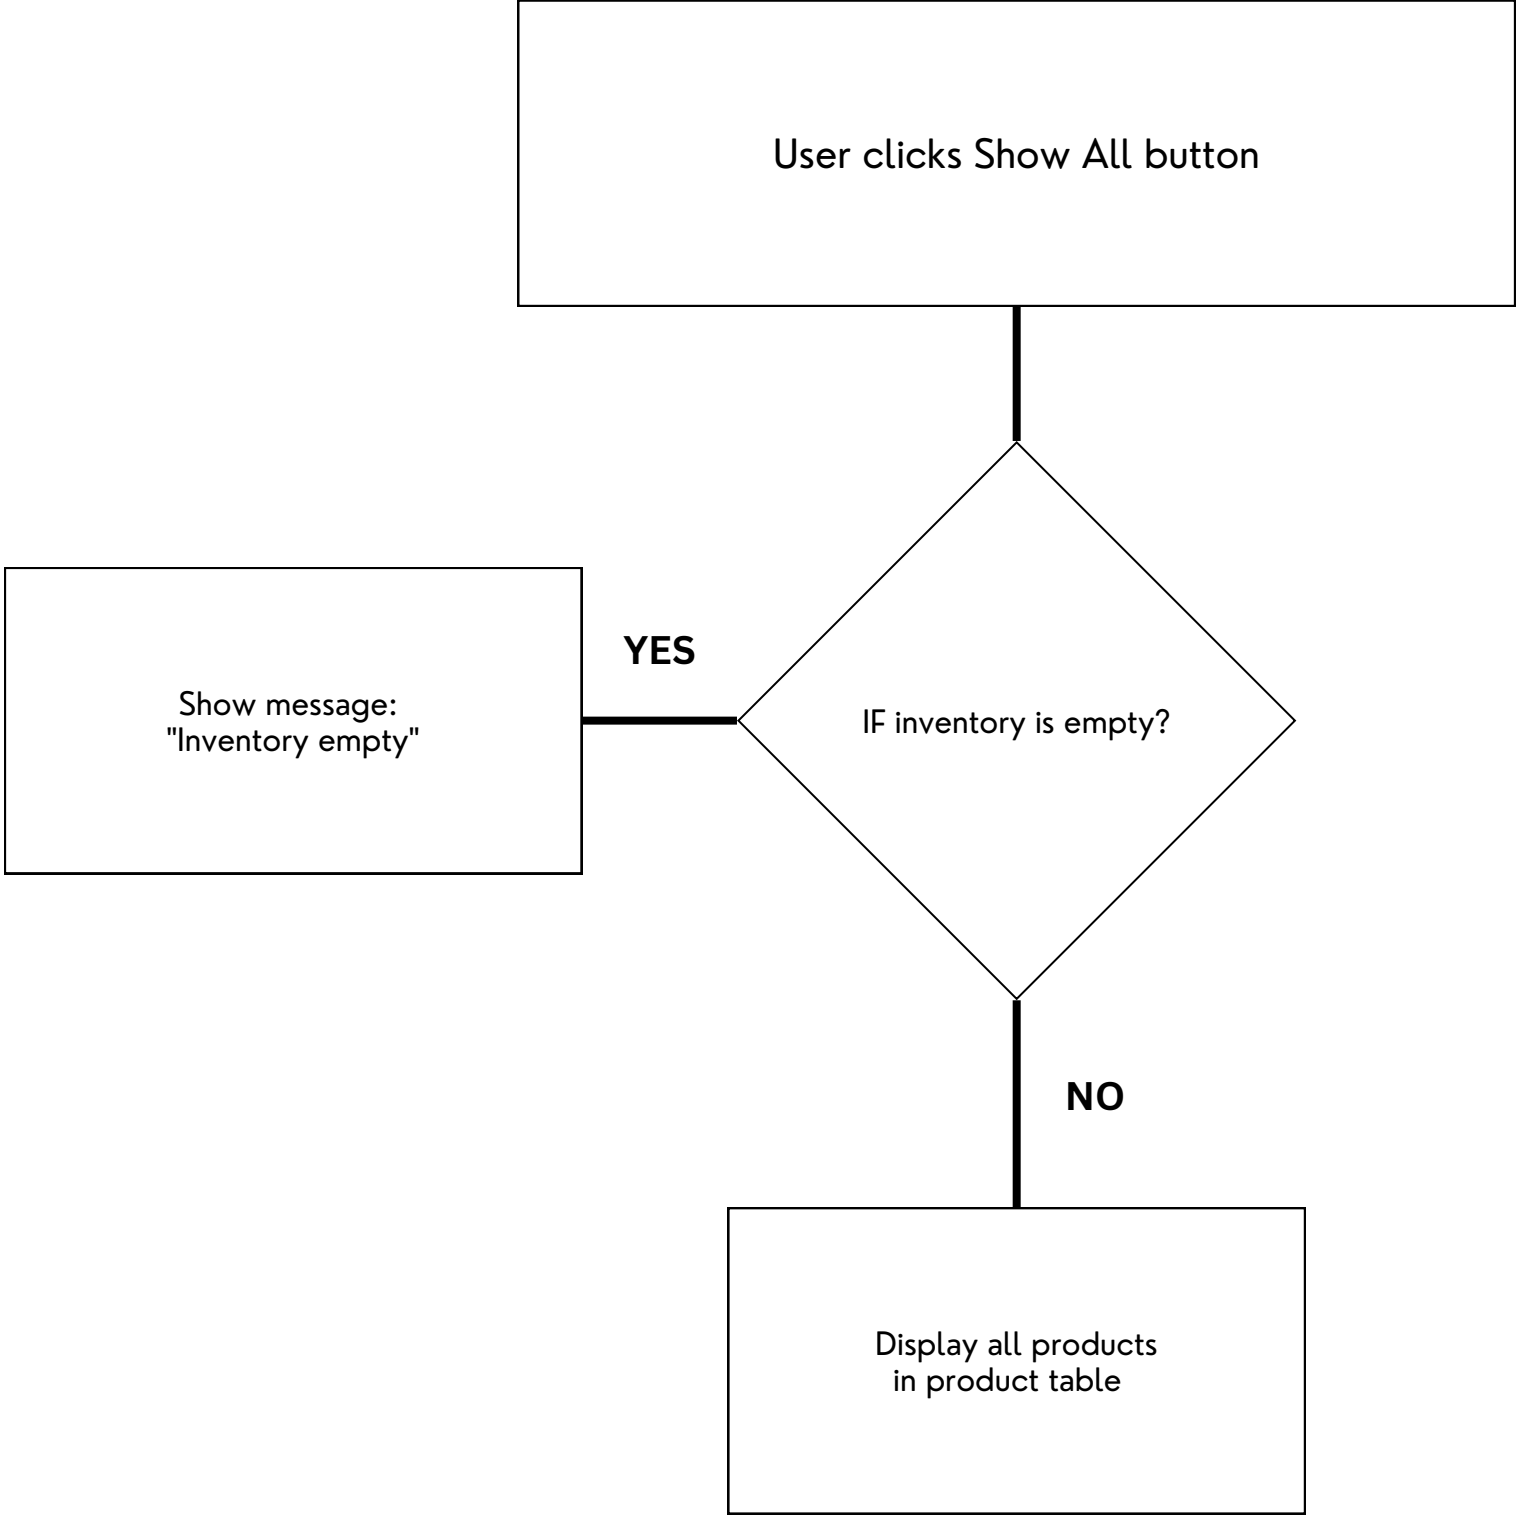 User clicks Show All button
YES
Show message:
"Inventory empty"
IF inventory is empty?
NO
Display all products
in product table